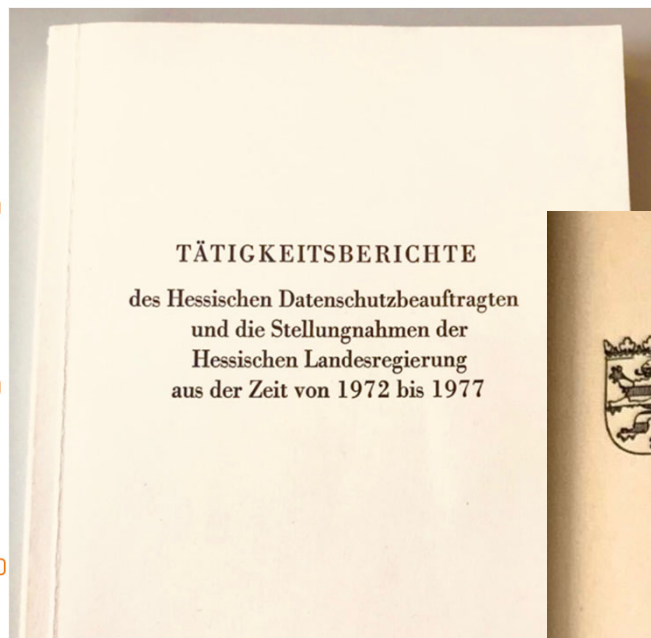 TÄTIGKEITSBERICHTE
des Hessischen Datenschutzbeauftragten
und die Stellungnahmen der
Hessischen Landesregierung
aus der Zeit von 1972 bis 1977